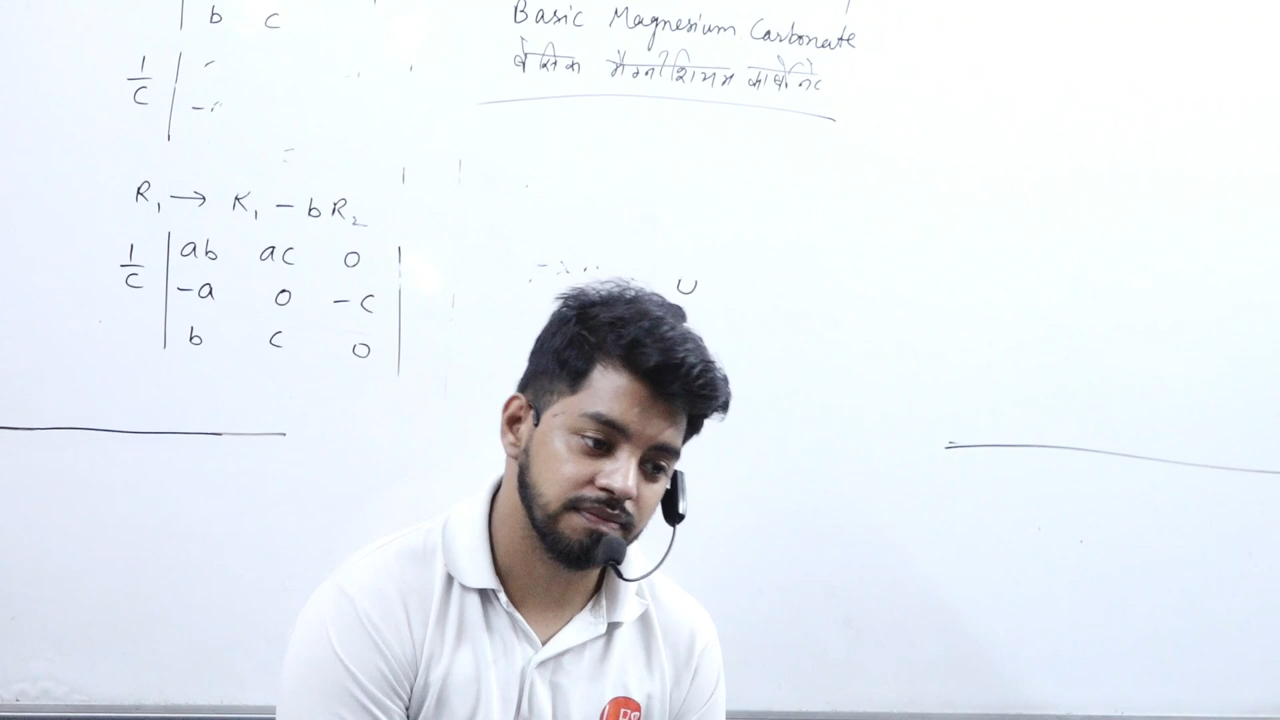 b c
1/c |
-
Basic Magnesium Carbonate
बेसिक मैग्नीशियम कार्बोनेट
R₁ → R₁ - bR₂
1/c | ab ac 0 |
| -a 0 -c |
| b c 0 |